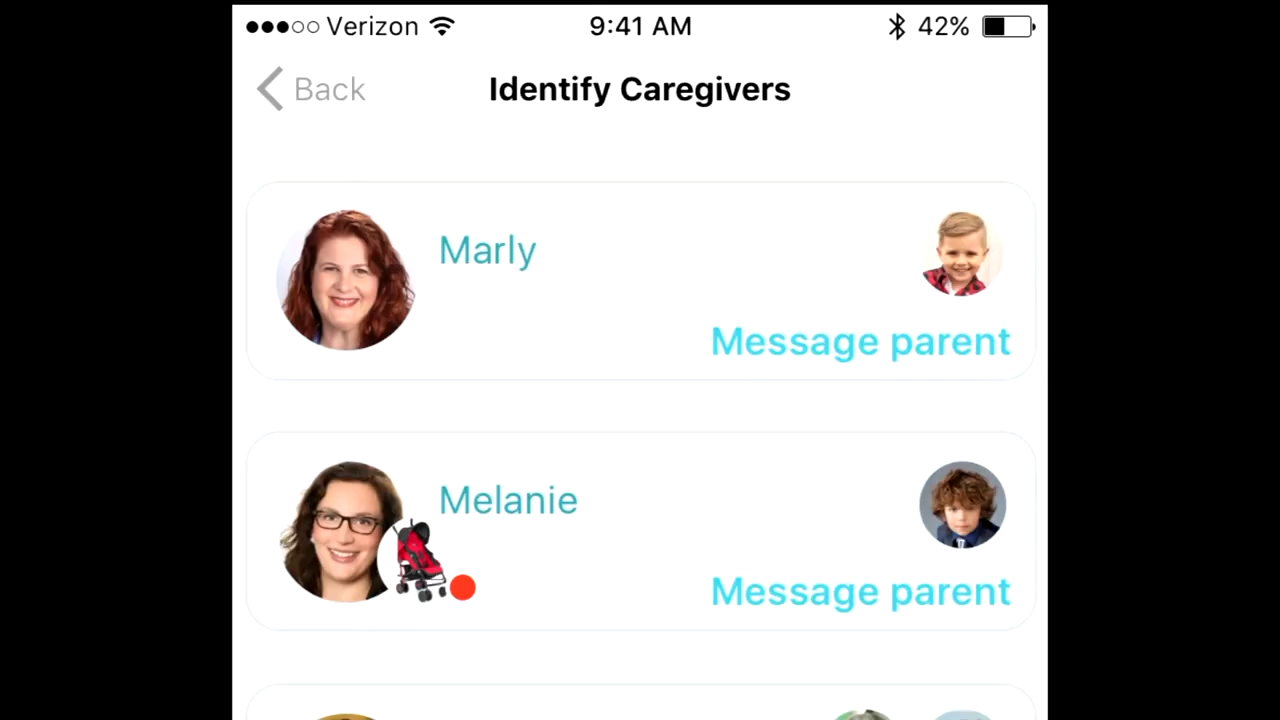 Verizon 9:41 AM 42%
Back Identify Caregivers
Marly
Message parent
Melanie
Message parent